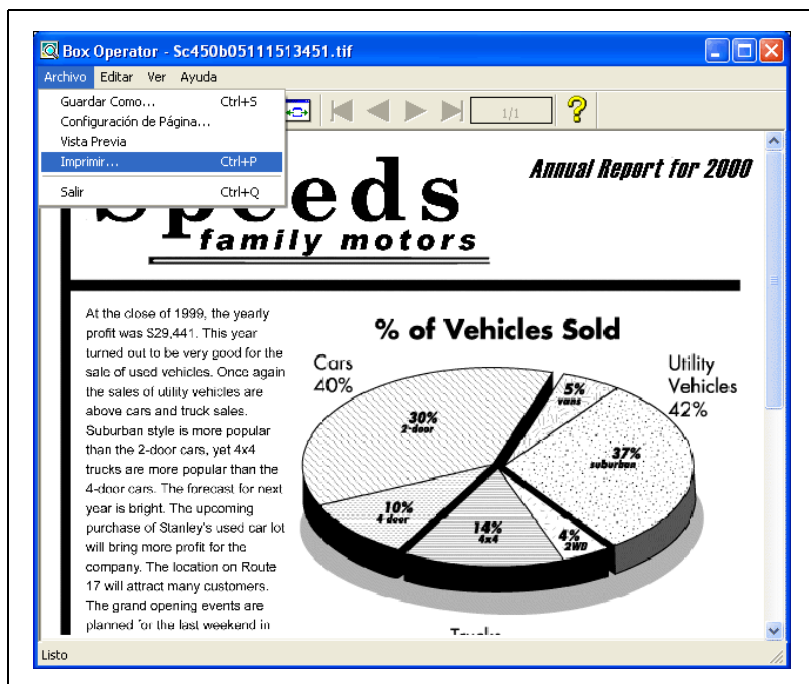 Box Operator - Sc450b05111513451.tif
Archivo Editar Ver Ayuda
Guardar Como... Ctrl+S
Configuración de Página...
Vista Previa
Imprimir... Ctrl+P
Salir Ctrl+Q
1/1
Annual Report for 2000
Speeds
family motors
At the close of 1999, the yearly
profit was $29,441. This year
turned out to be very good for the
sale of used vehicles. Once again
the sales of utility vehicles are
above cars and truck sales.
Suburban style is more popular
than the 2-door cars, yet 4x4
trucks are more popular than the
4-door cars. The forecast for next
year is bright. The upcoming
purchase of Stanley's used car lot
will bring more profit for the
company. The location on Route
17 will attract many customers.
The grand opening events are
planned for the last weekend in
% of Vehicles Sold
Cars
40%
Utility
Vehicles
42%
5%
vans
30%
2-door
37%
suburban
10%
4 door
14%
4x4
4%
2WD
Trucks
Listo